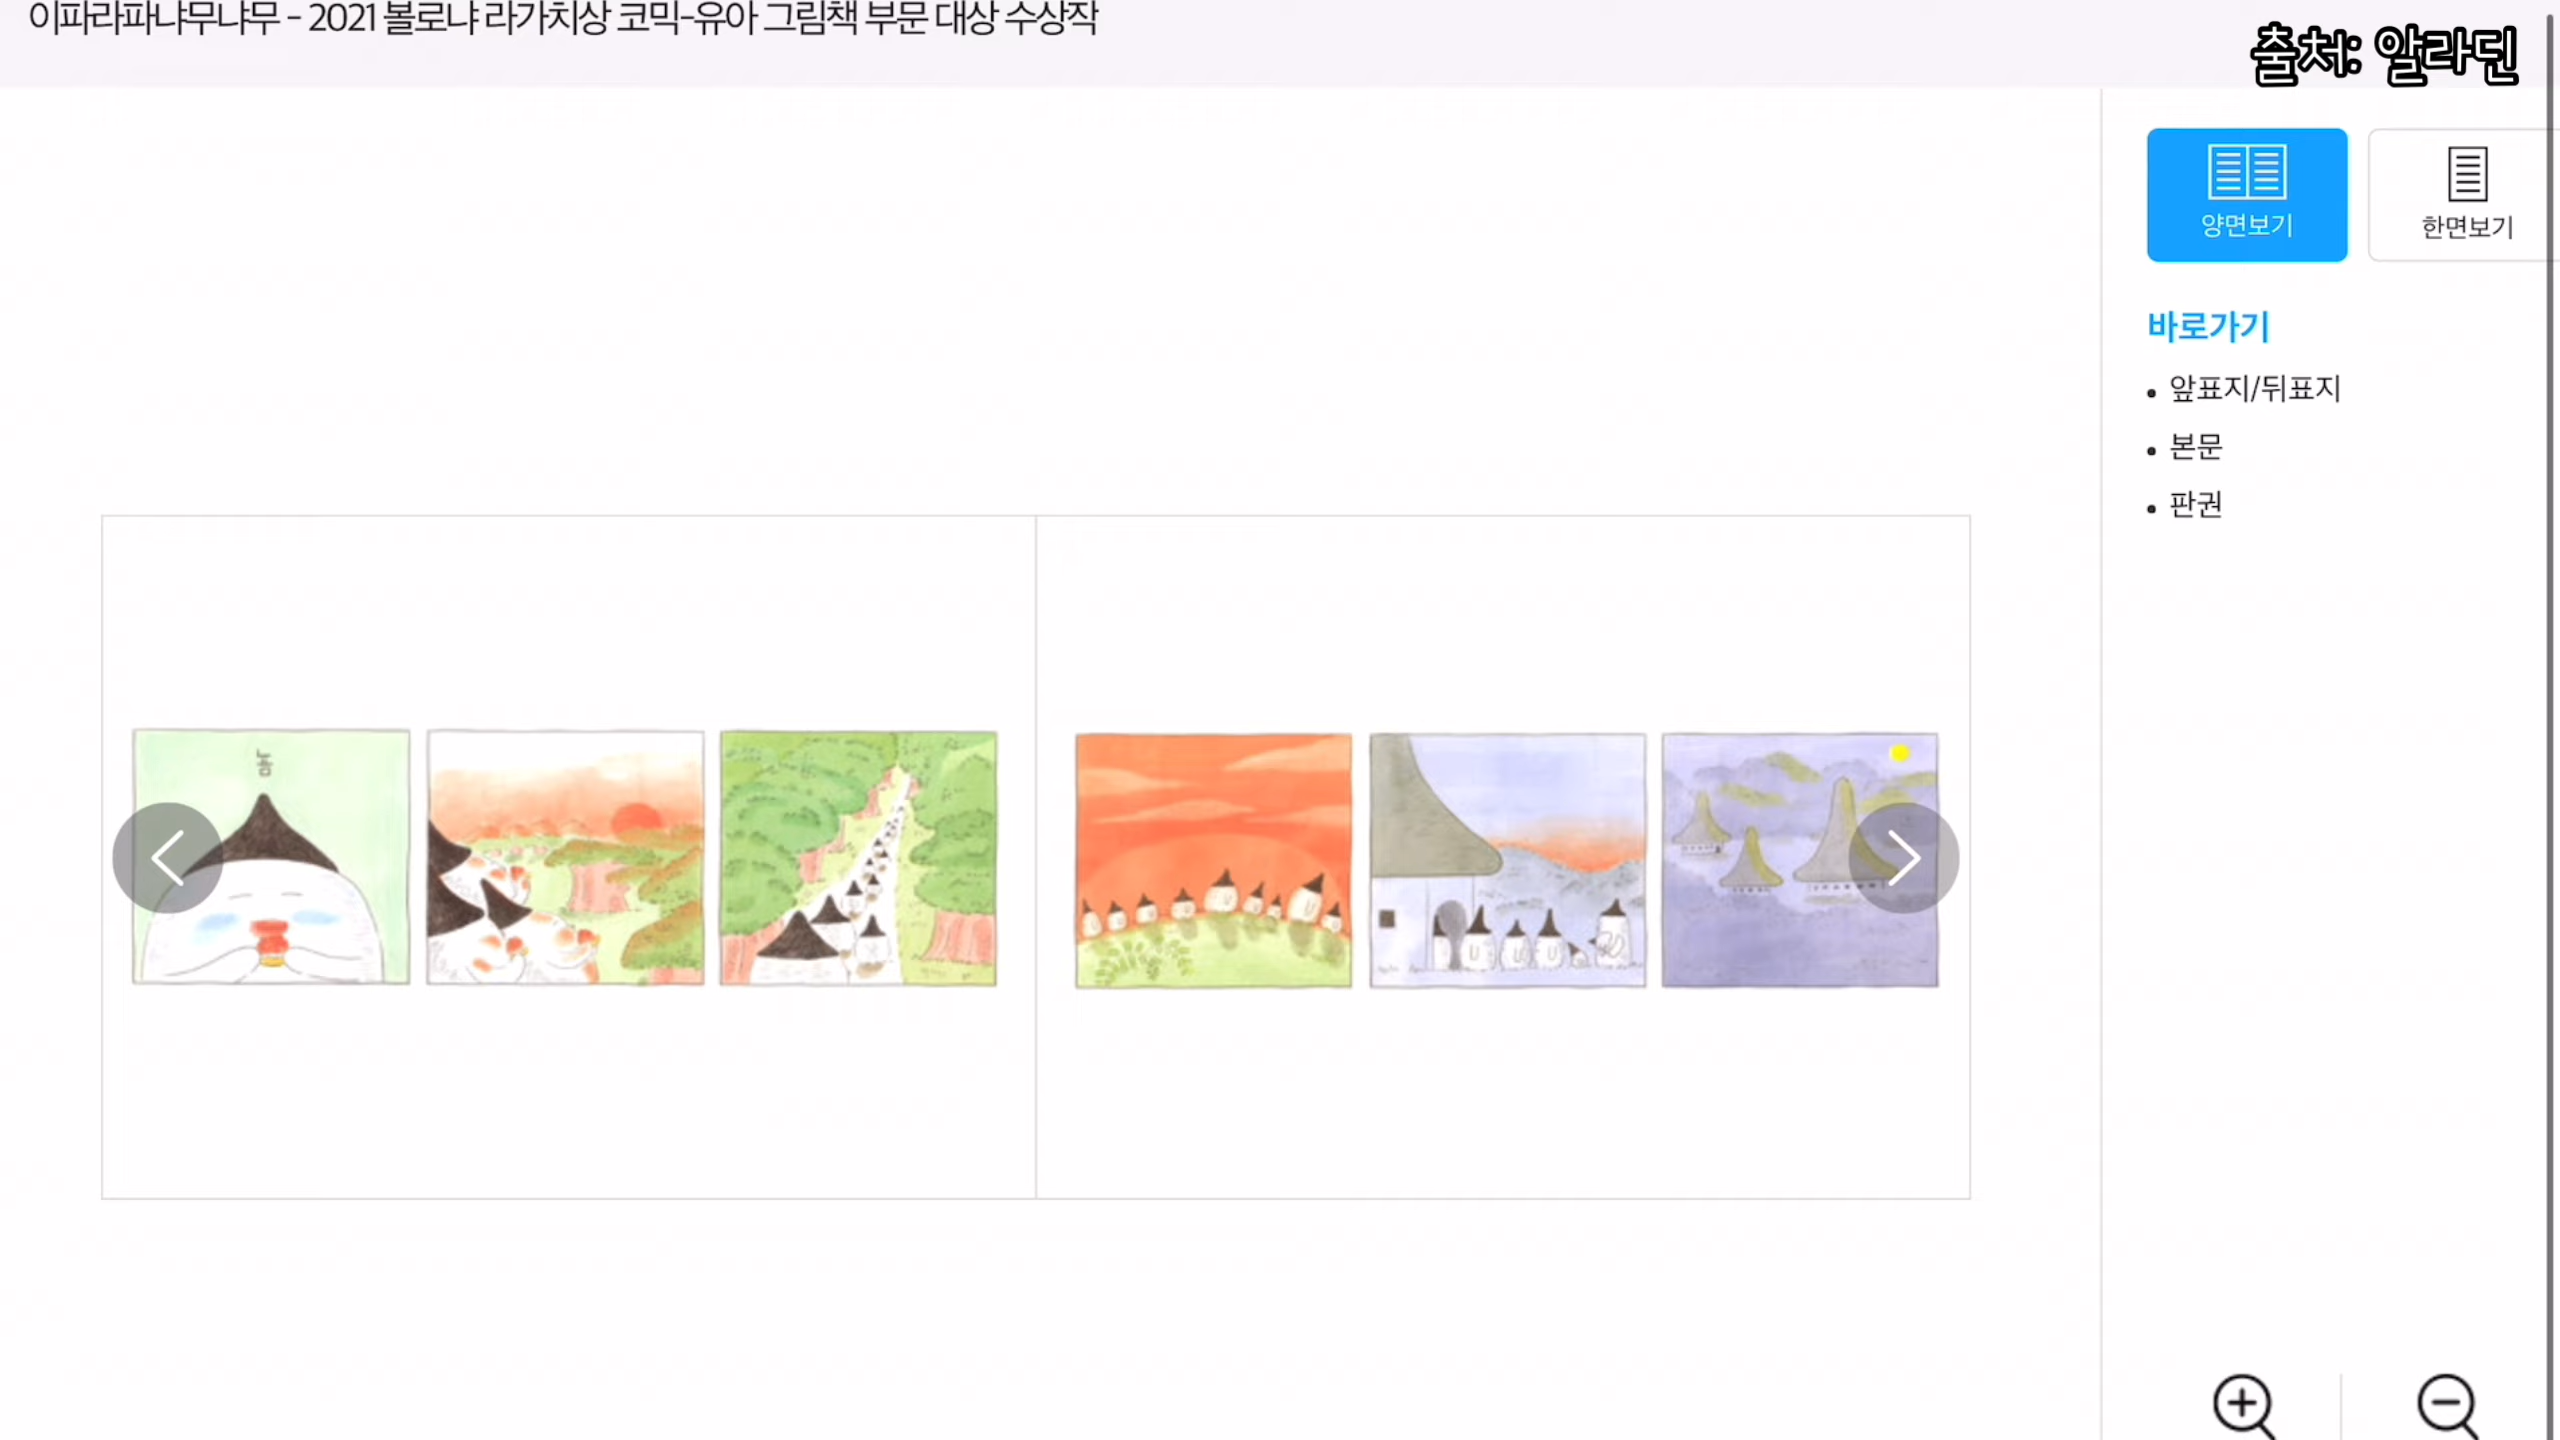 이파라파냐무냐무 - 2021 볼로냐 라가치상 코믹-유아 그림책 부문 대상 수상작
출처: 알라딘
양면보기
한면보기
바로가기
• 앞표지/뒤표지
• 본문
• 판권
놈